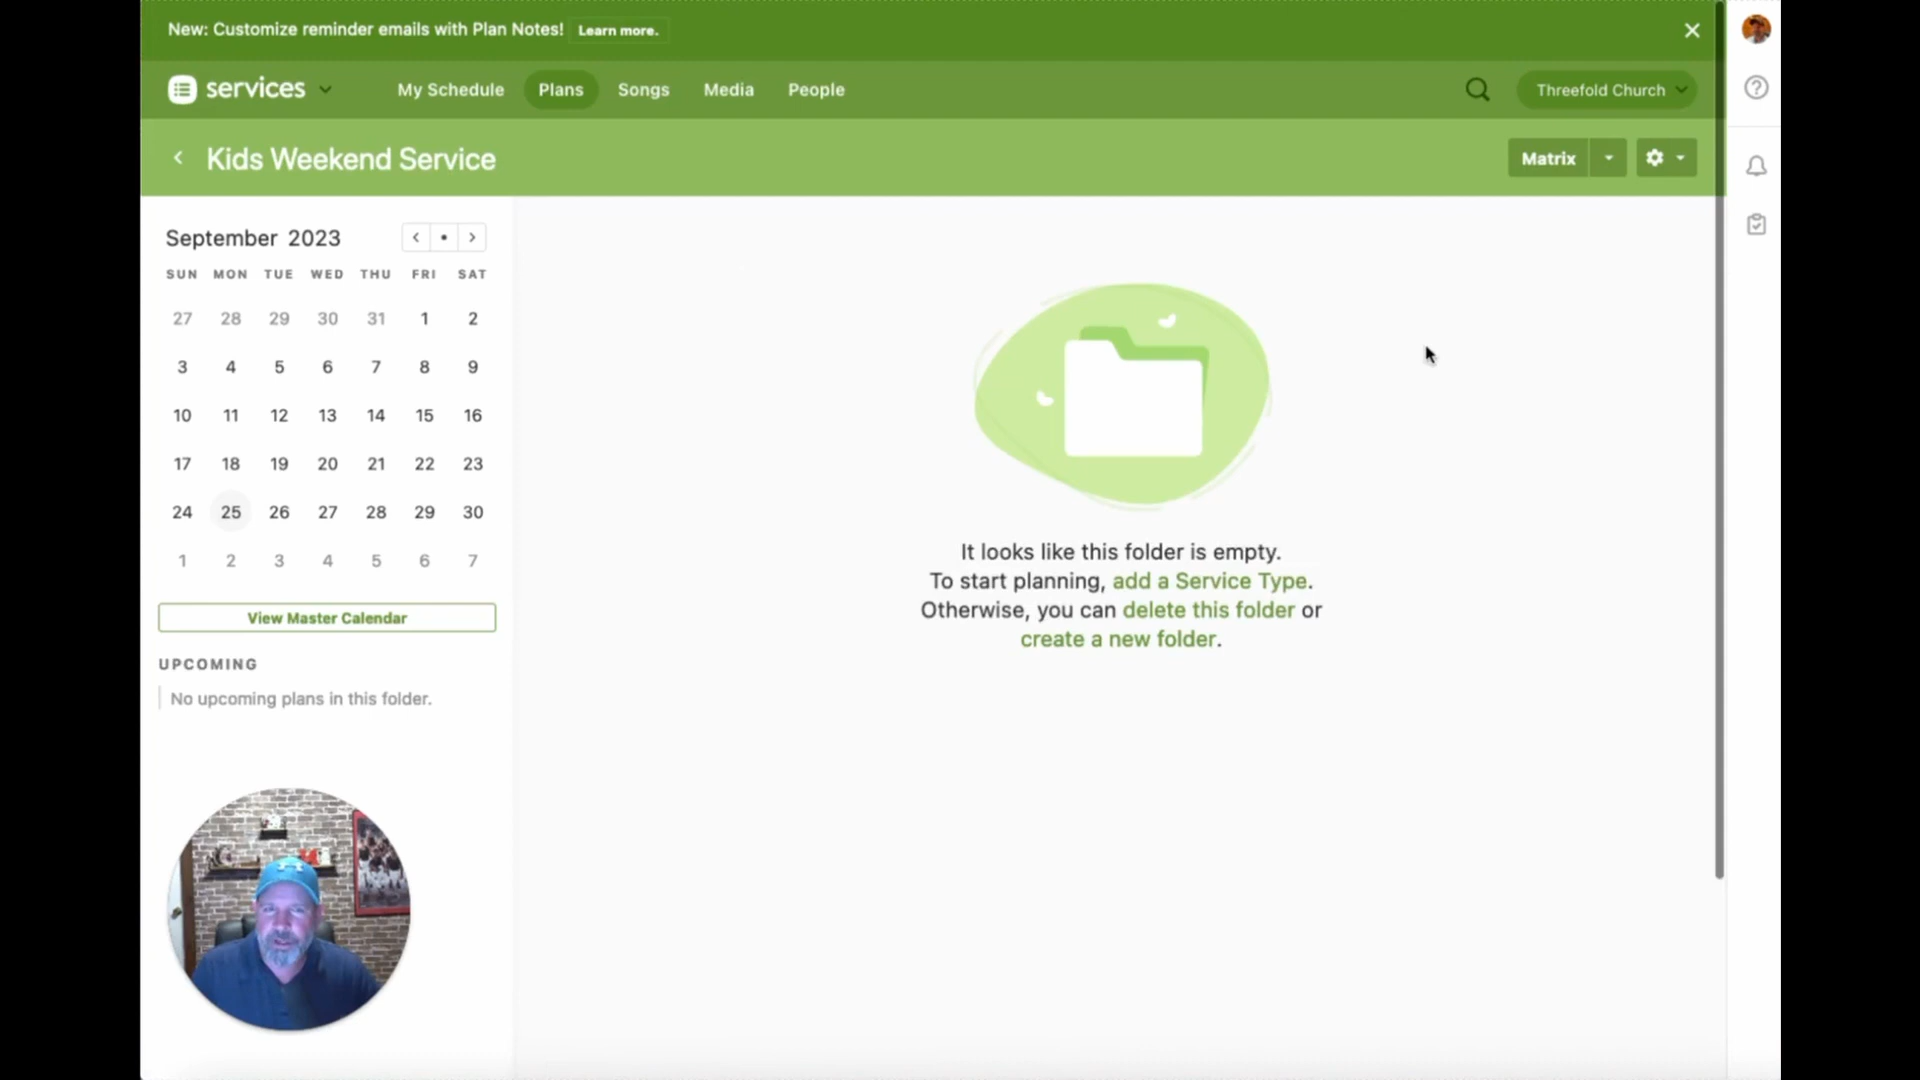 New: Customize reminder emails with Plan Notes! Learn more.
services My Schedule Plans Songs Media People Threefold Church
Kids Weekend Service Matrix
September 2023
SUN MON TUE WED THU FRI SAT
27 28 29 30 31 1 2
3 4 5 6 7 8 9
10 11 12 13 14 15 16
17 18 19 20 21 22 23
24 25 26 27 28 29 30
1 2 3 4 5 6 7
View Master Calendar
UPCOMING
No upcoming plans in this folder.
It looks like this folder is empty.
To start planning, add a Service Type.
Otherwise, you can delete this folder or
create a new folder.